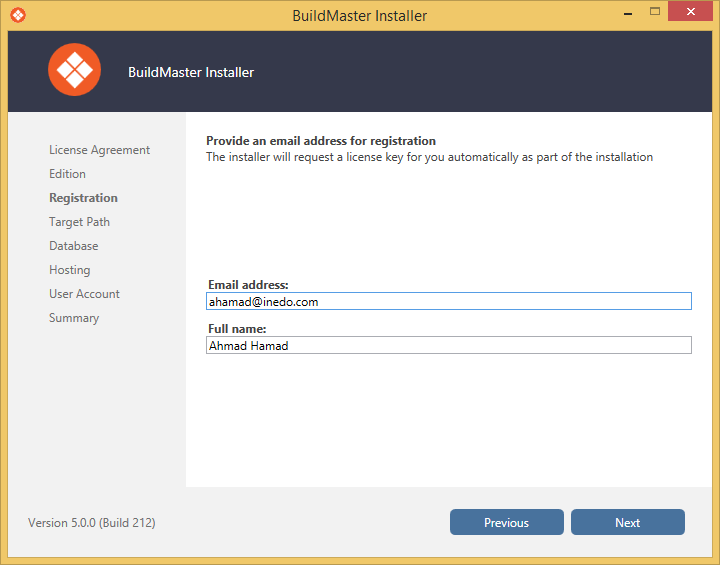 BuildMaster Installer
BuildMaster Installer
License Agreement
Edition
Registration
Target Path
Database
Hosting
User Account
Summary
Provide an email address for registration
The installer will request a license key for you automatically as part of the installation
Email address:
ahamad@inedo.com
Full name:
Ahmad Hamad
Version 5.0.0 (Build 212)
Previous
Next